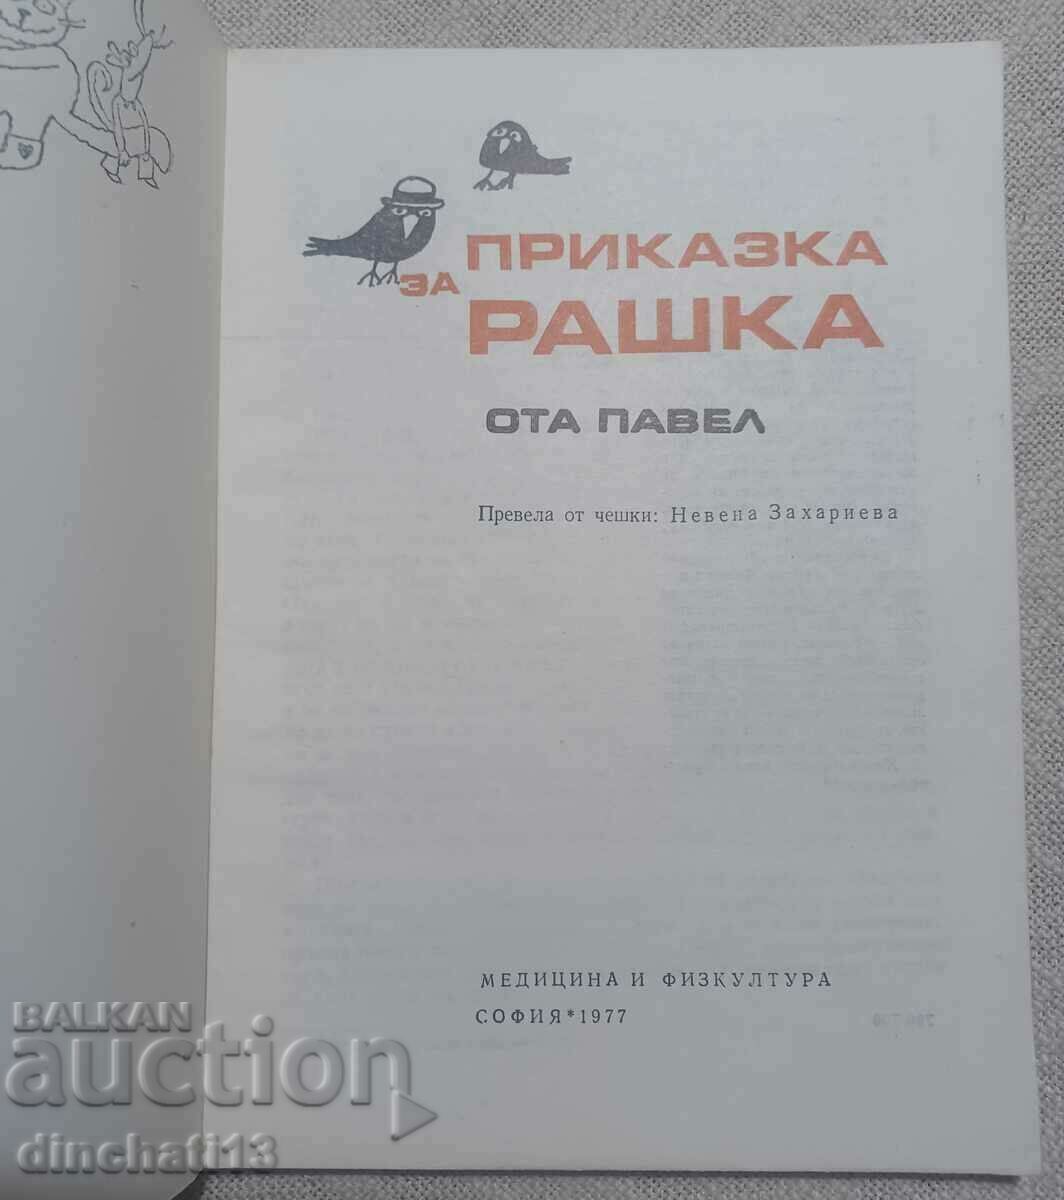 ПРИКАЗКА
ЗА РАШКА
ОТА ПАВЕЛ
Превела от чешки: Невена Захариева
МЕДИЦИНА И ФИЗКУЛТУРА
СОФИЯ*1977
BALKAN
auction
dinchati13